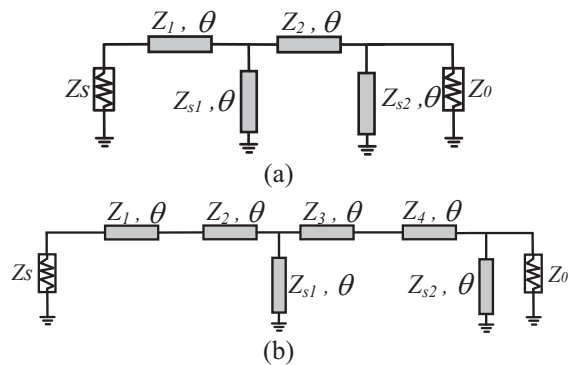 Z1 , θ Z2 , θ
Zs Zs1 , θ Zs2 , θ Z0
(a)
Z1 , θ Z2 , θ Z3 , θ Z4 , θ
Zs Zs1 , θ Zs2 , θ Z0
(b)